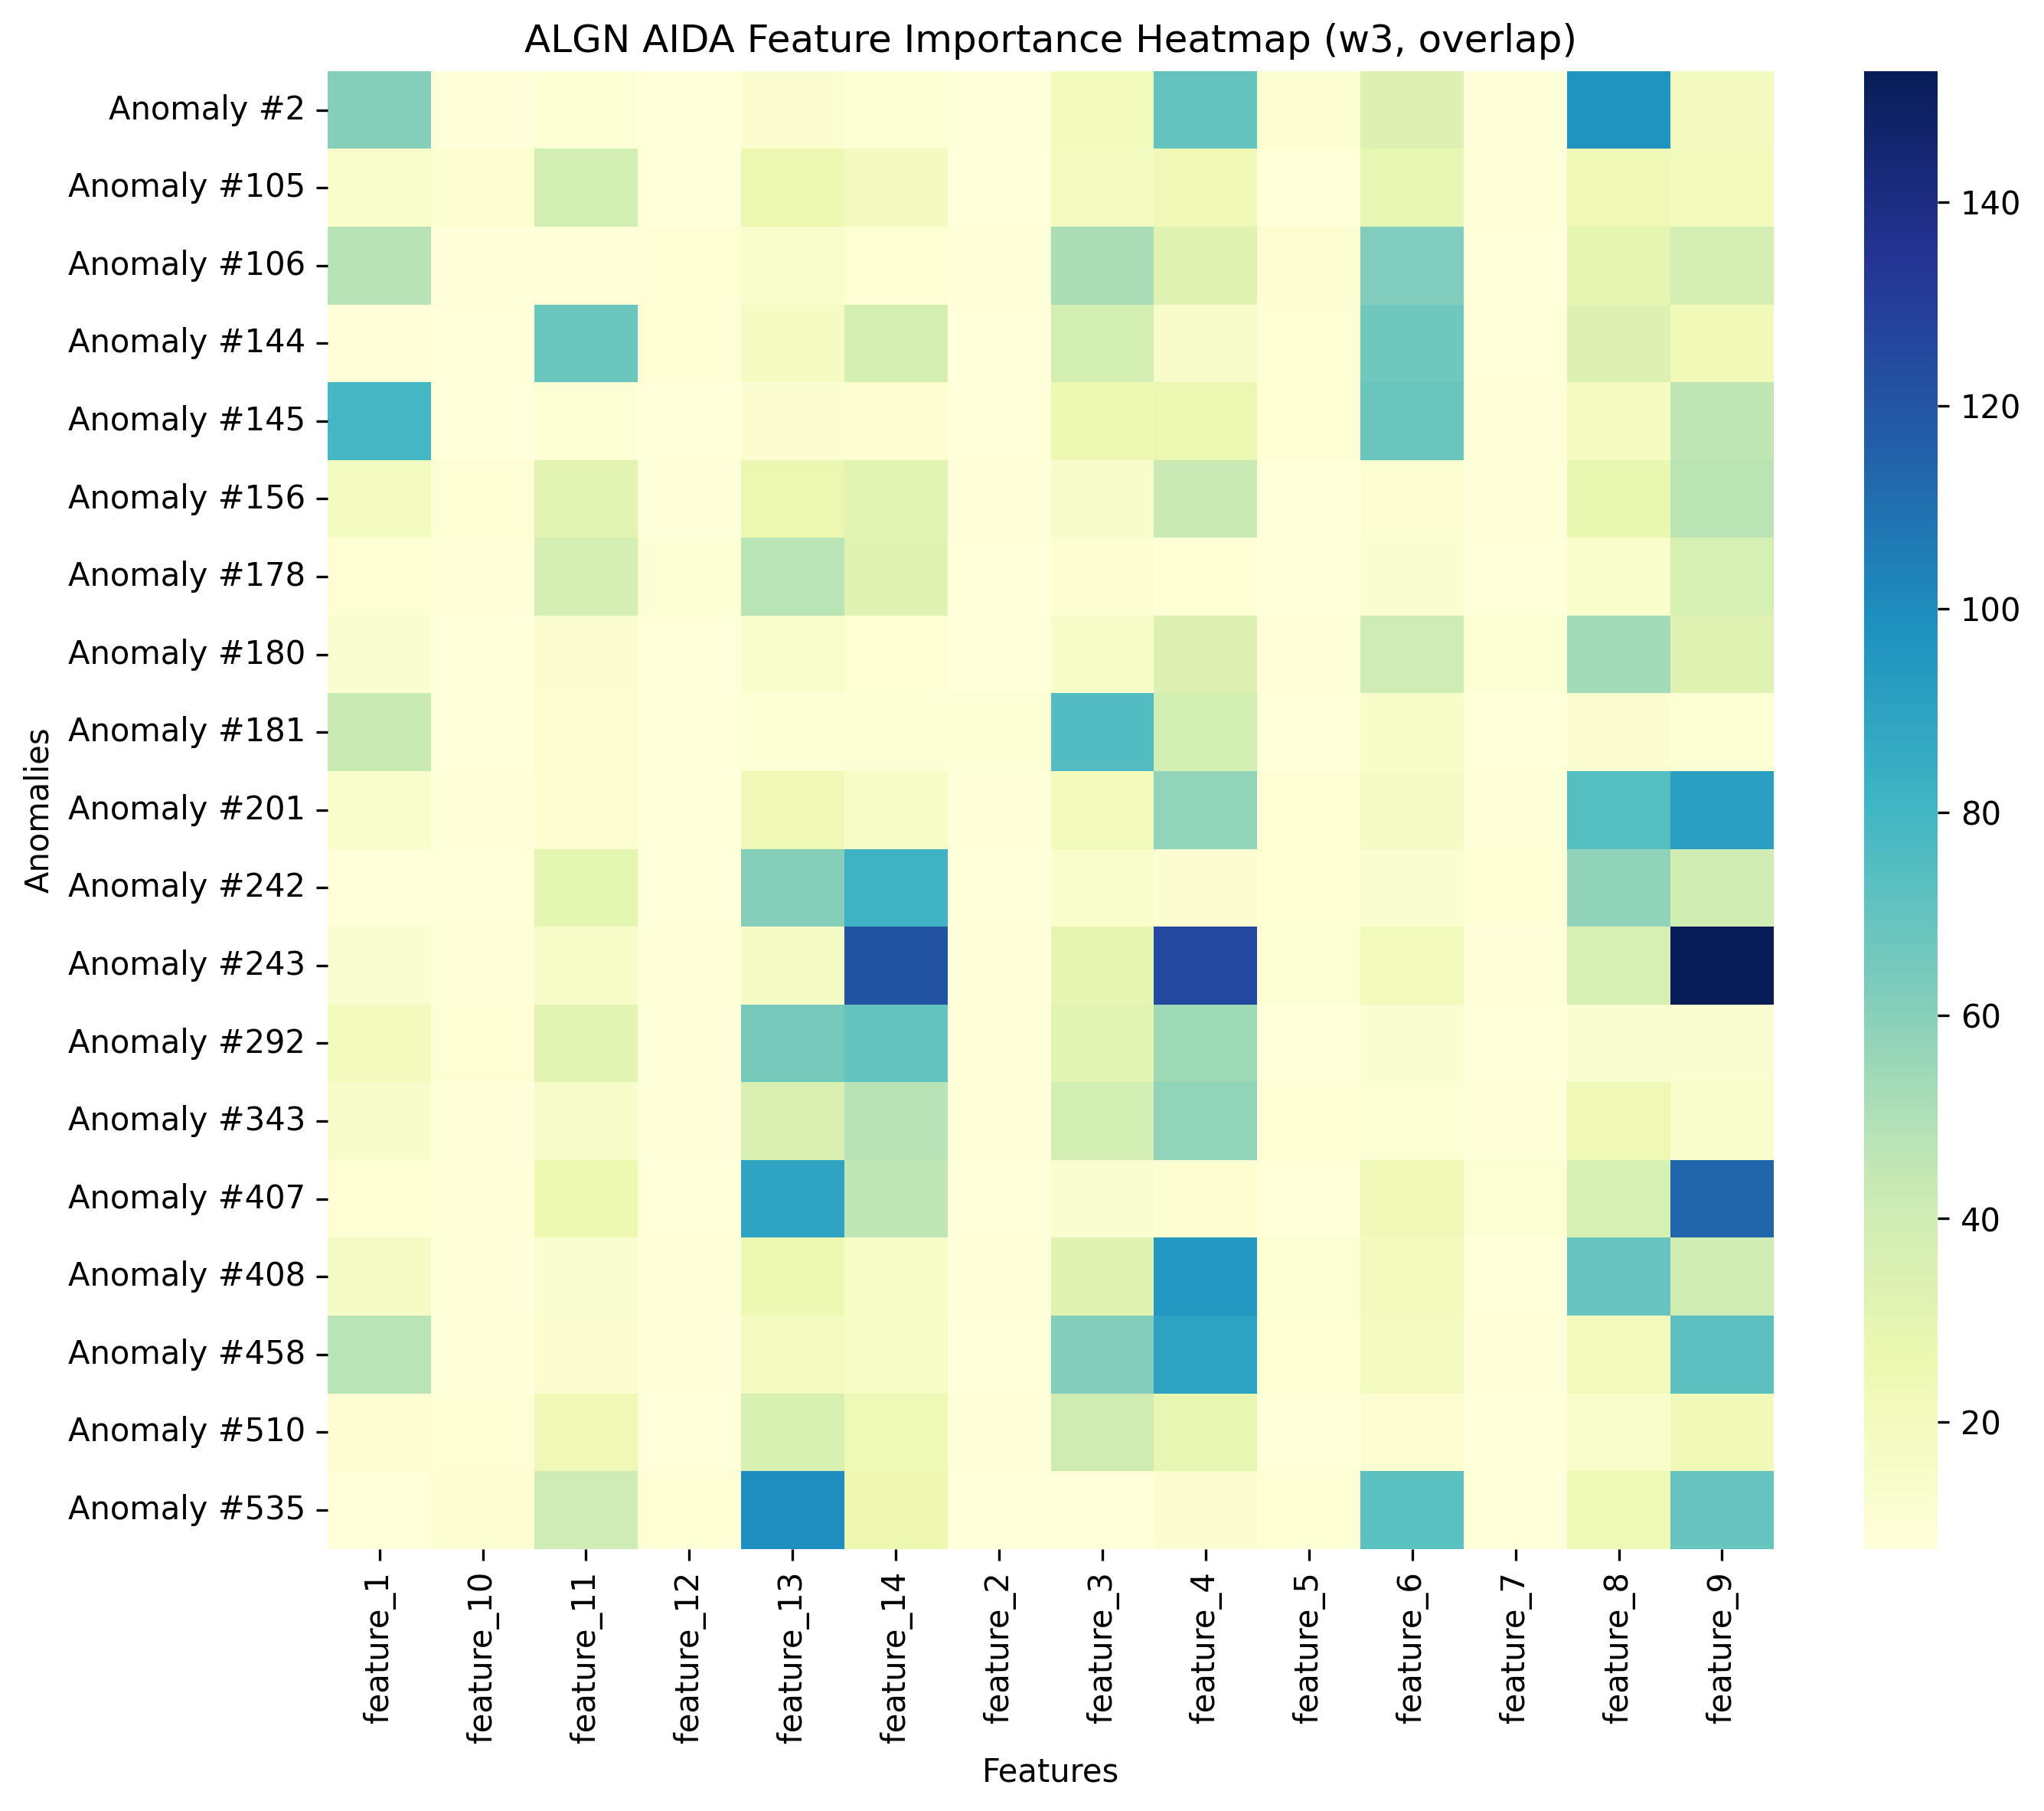 ALGN AIDA Feature Importance Heatmap (w3, overlap)
Anomalies
Anomaly #2
Anomaly #105
Anomaly #106
Anomaly #144
Anomaly #145
Anomaly #156
Anomaly #178
Anomaly #180
Anomaly #181
Anomaly #201
Anomaly #242
Anomaly #243
Anomaly #292
Anomaly #343
Anomaly #407
Anomaly #408
Anomaly #458
Anomaly #510
Anomaly #535
feature_1
feature_10
feature_11
feature_12
feature_13
feature_14
feature_2
feature_3
feature_4
feature_5
feature_6
feature_7
feature_8
feature_9
Features
140
120
100
80
60
40
20